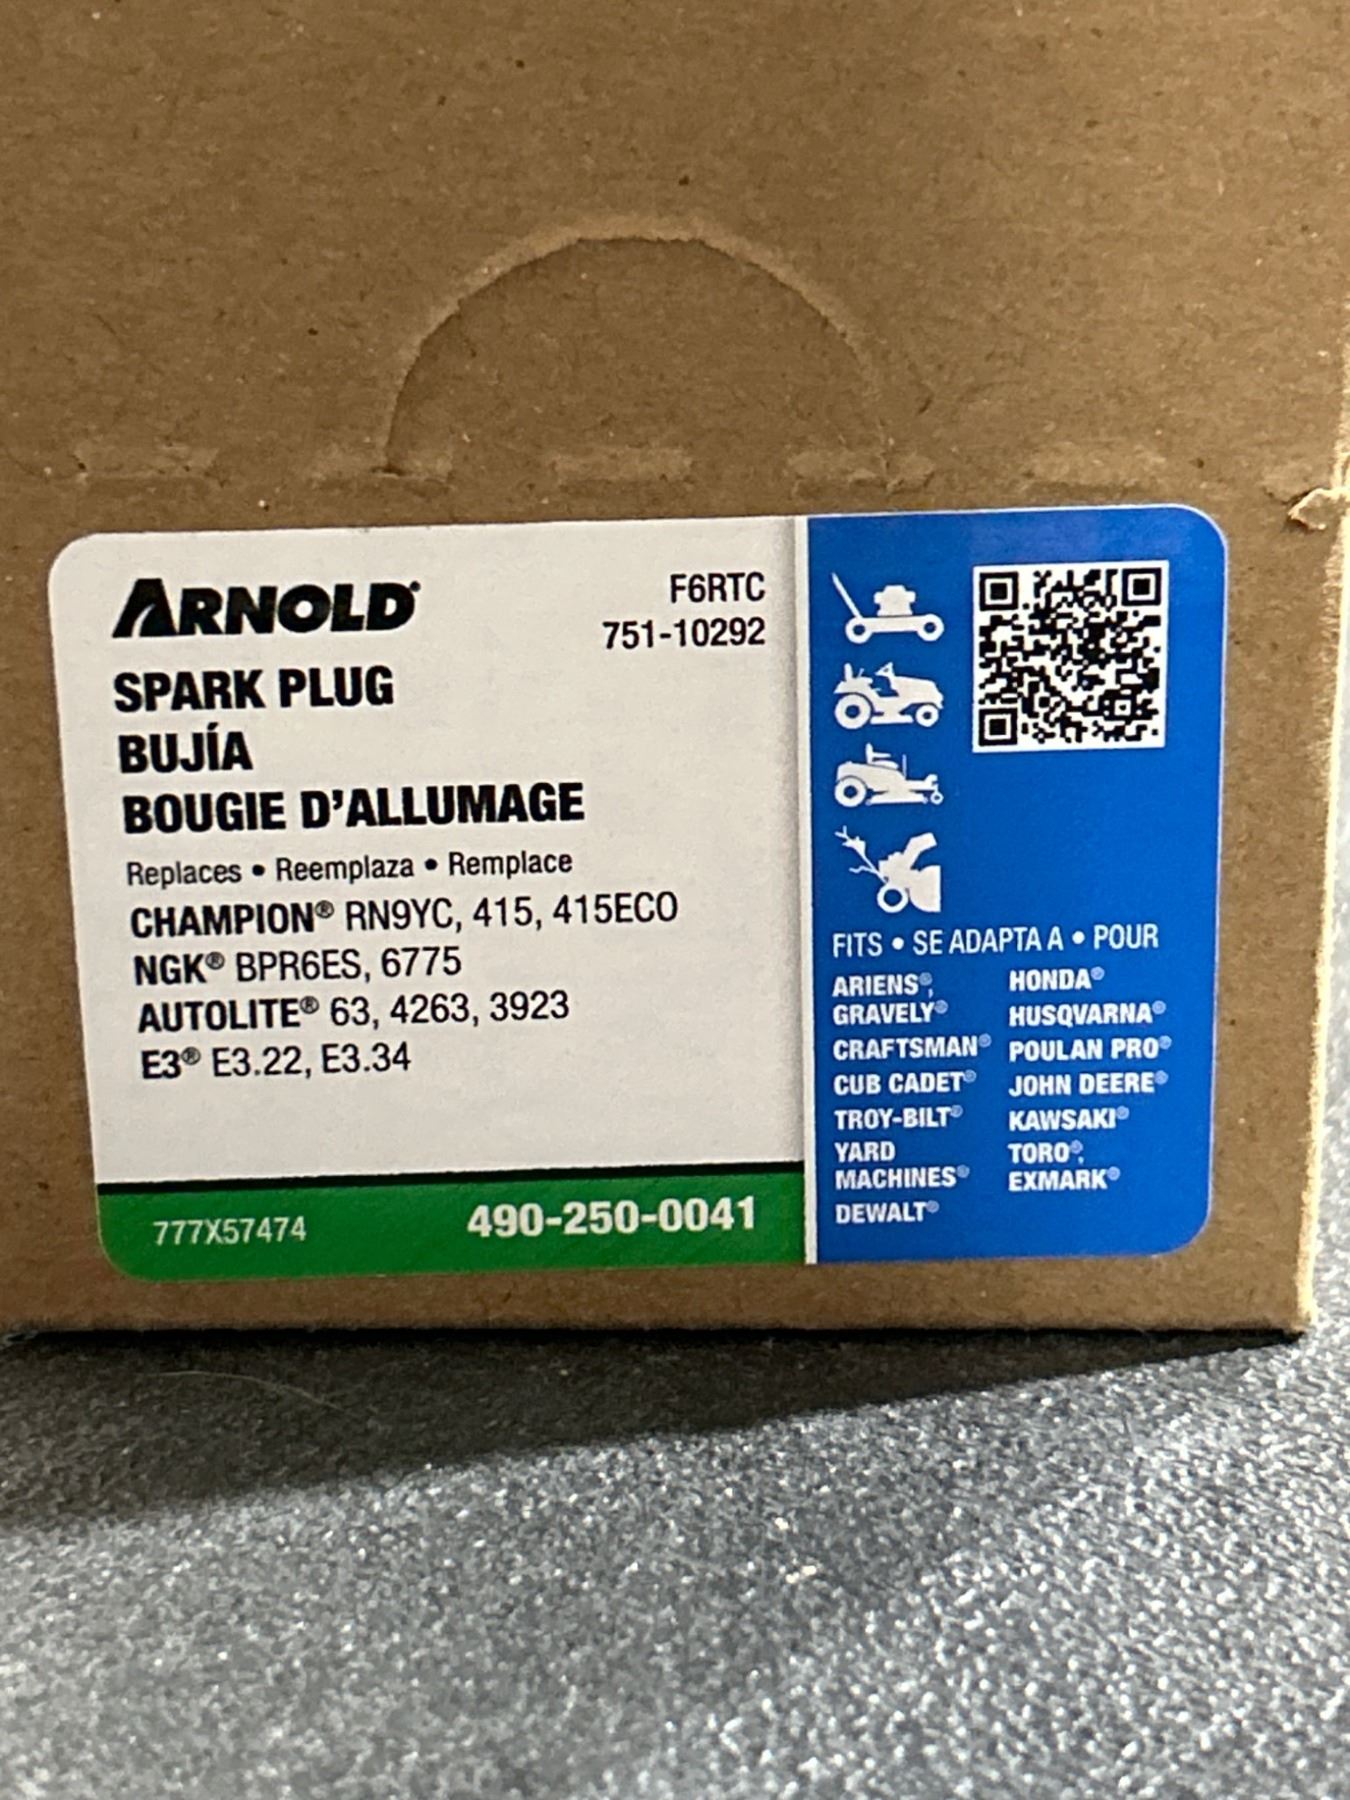 ARNOLD®
F6RTC
751-10292
SPARK PLUG
BUJÍA
BOUGIE D'ALLUMAGE
Replaces • Reemplaza • Remplace
CHAMPION® RN9YC, 415, 415ECO
NGK® BPR6ES, 6775
AUTOLITE® 63, 4263, 3923
E3® E3.22, E3.34
777X57474
490-250-0041
FITS • SE ADAPTA A • POUR
ARIENS®,
GRAVELY®
CRAFTSMAN®
CUB CADET®
TROY-BILT®
YARD
MACHINES®
DEWALT®
HONDA®
HUSQVARNA®
POULAN PRO®
JOHN DEERE®
KAWSAKI®
TORO®,
EXMARK®